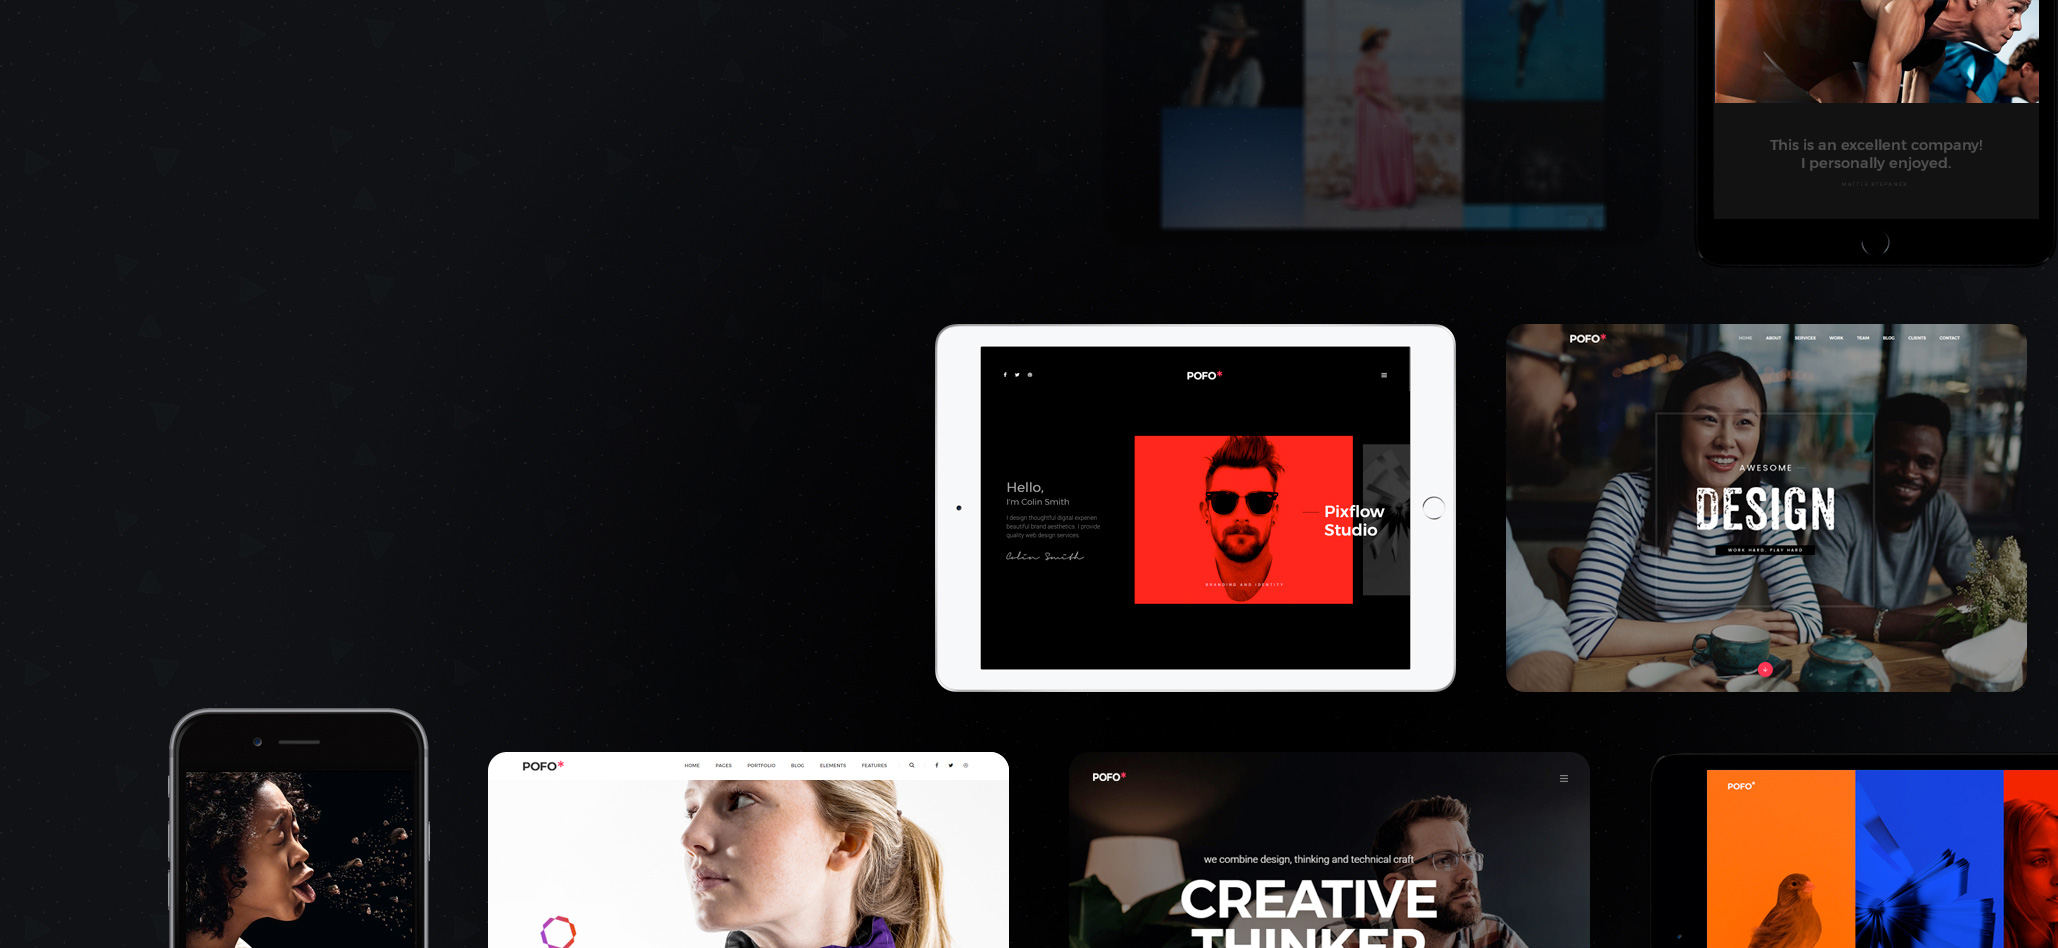 This is an excellent company!
I personally enjoyed.
POFO*
Hello,
I'm Colin Smith
I design thoughtful digital experien
beautiful brand aesthetics. I provide
quality web design services.
Colin Smith
Pixflow
Studio
BRANDING AND IDENTITY
POFO*
HOME ABOUT SERVICES WORK TEAM BLOG CLIENTS CONTACT
AWESOME
DESIGN
WORK HARD, PLAY HARD
POFO*
HOME PAGES PORTFOLIO BLOG ELEMENTS FEATURES
POFO*
we combine design, thinking and technical craft
CREATIVE
THINKER
POFO*